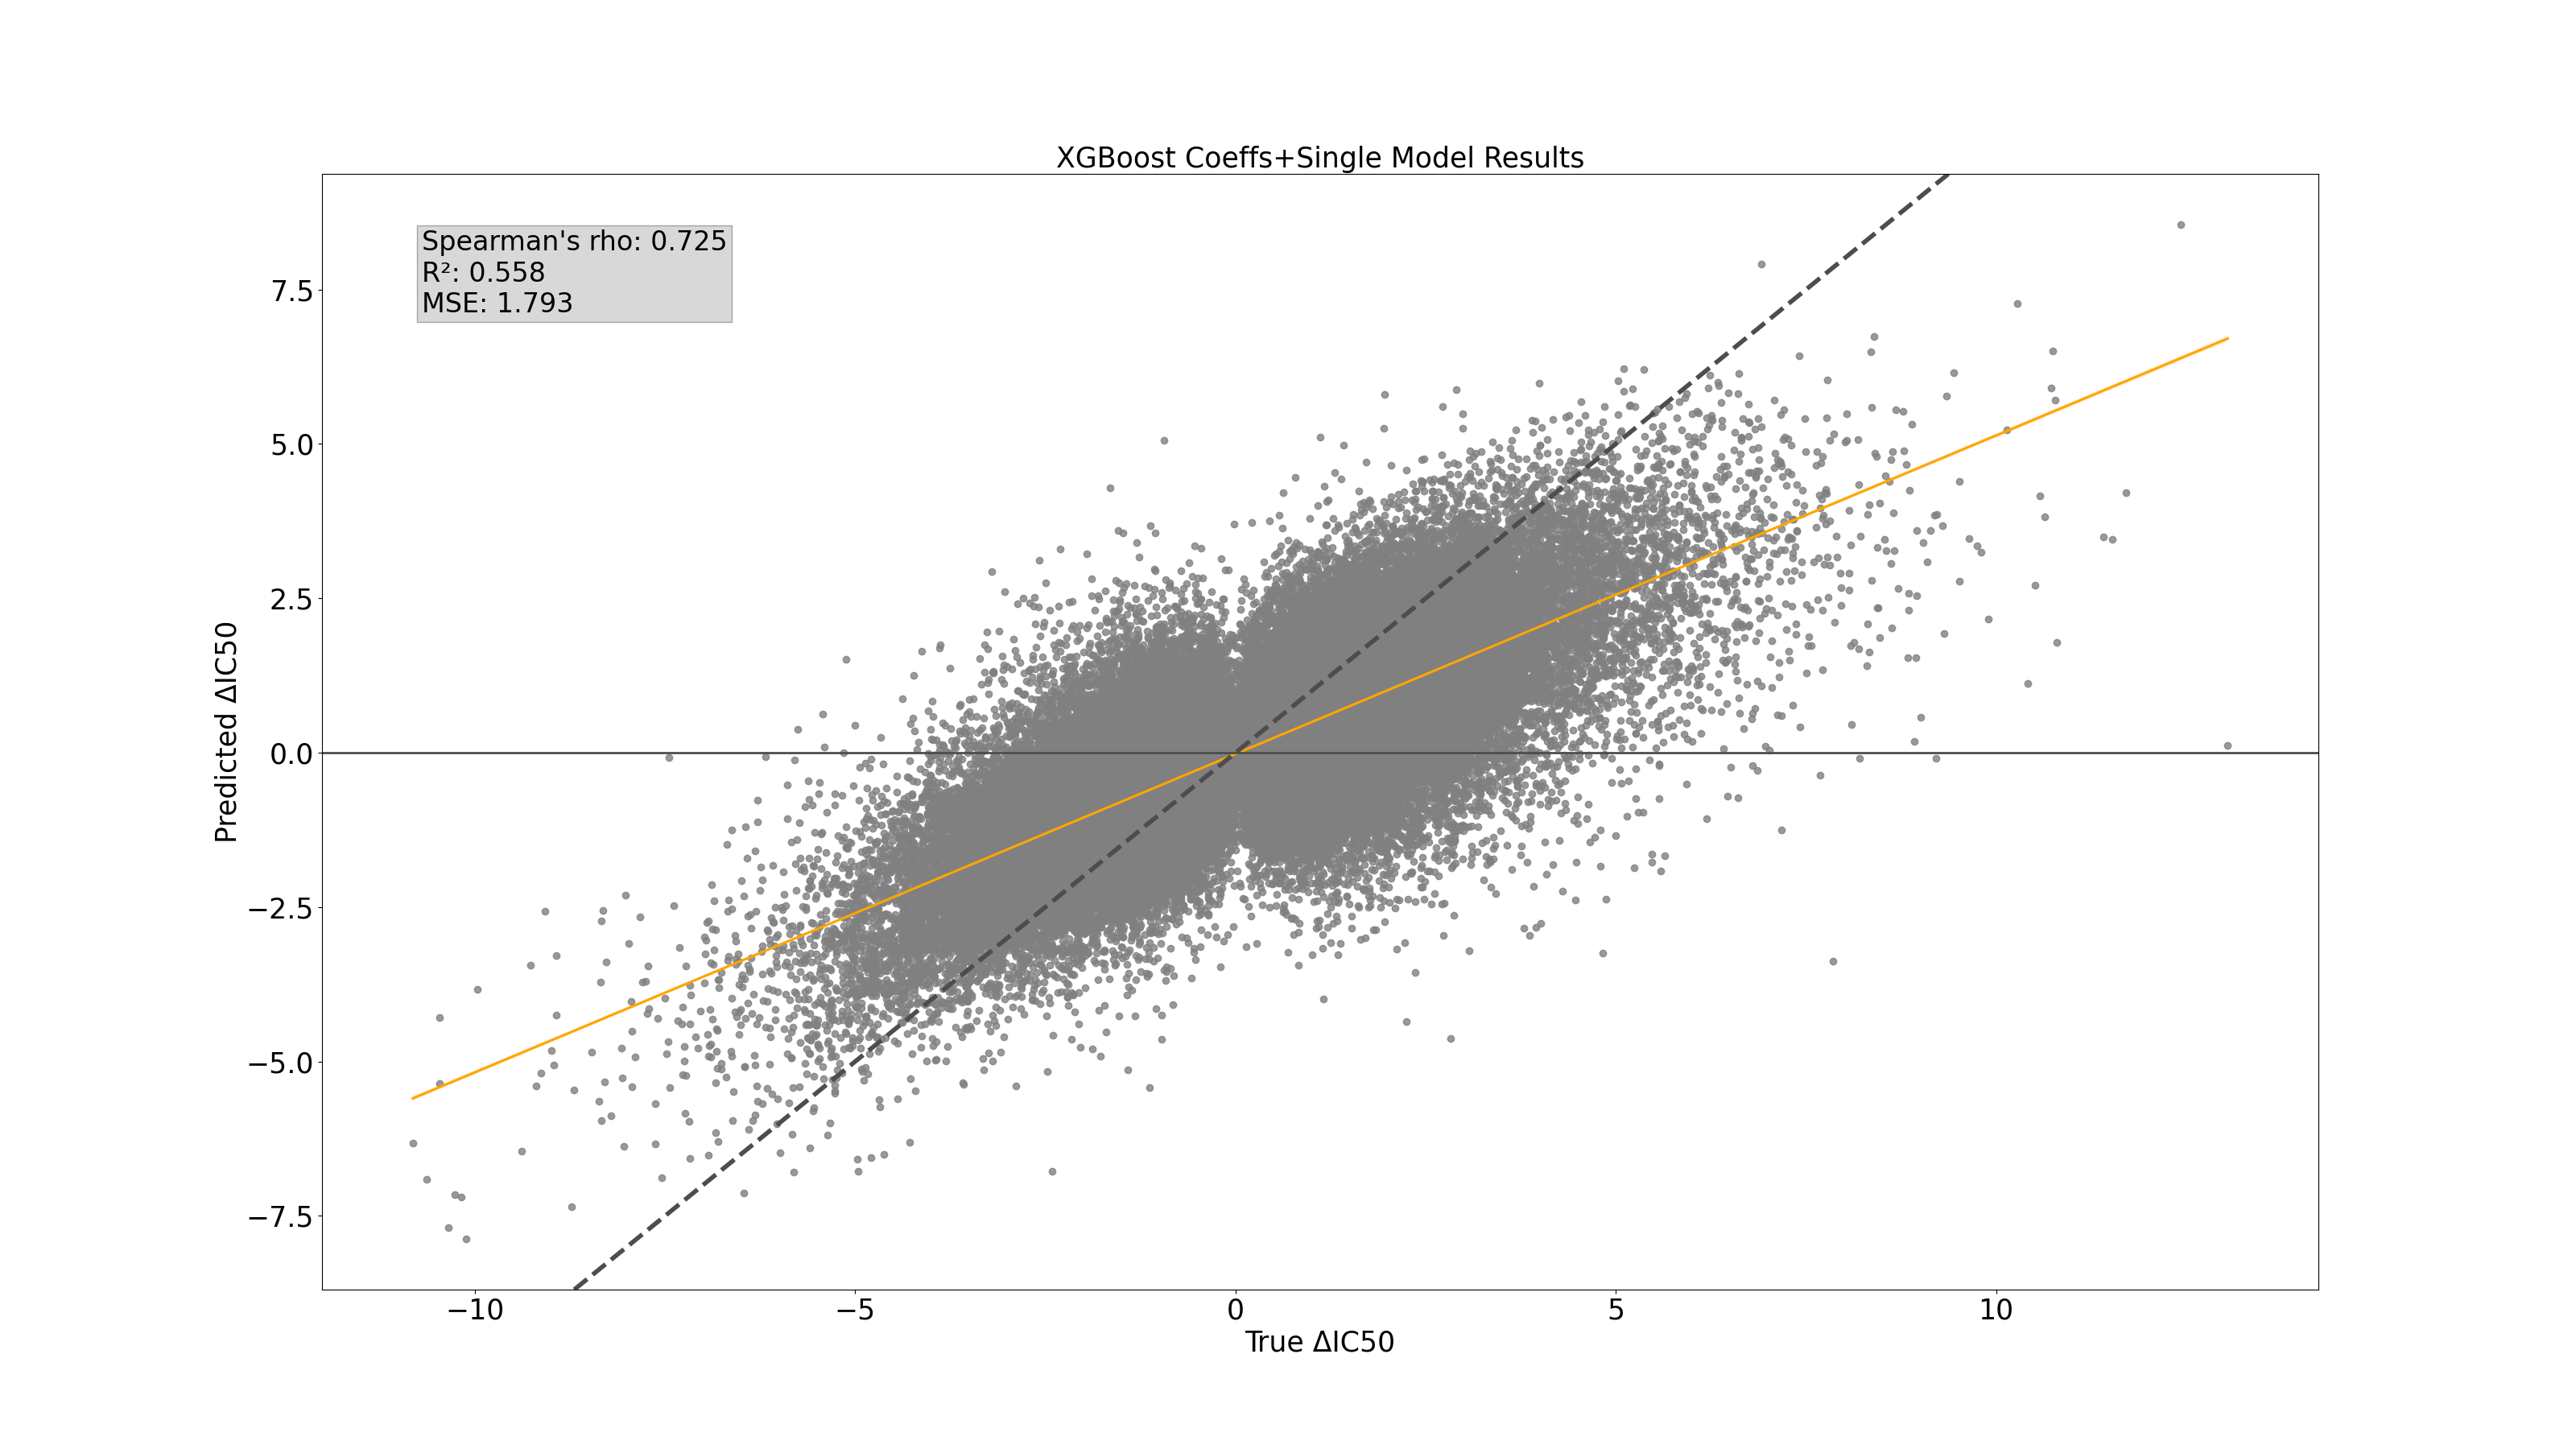 XGBoost Coeffs+Single Model Results
Spearman's rho: 0.725
R²: 0.558
MSE: 1.793
7.5
5.0
2.5
0.0
−2.5
−5.0
−7.5
Predicted ΔIC50
−10
−5
0
5
10
True ΔIC50